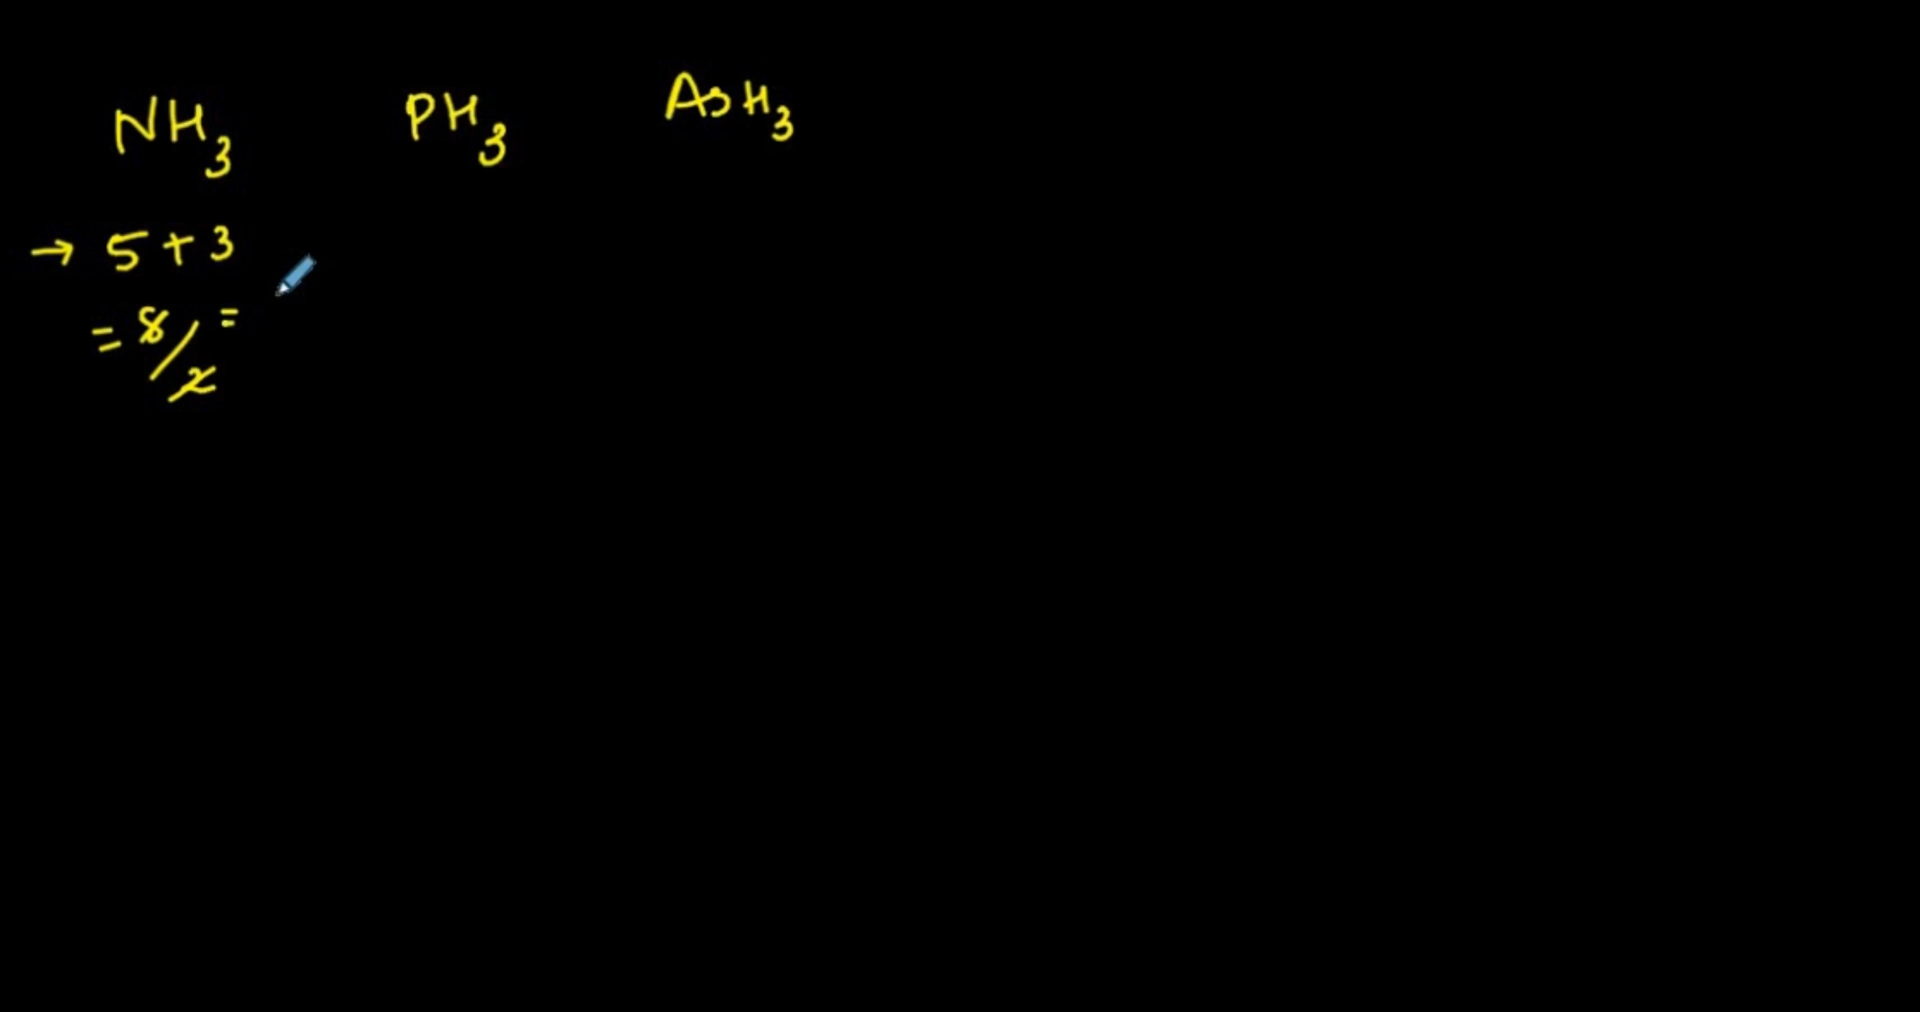 NH₃ PH₃ AsH₃
→ 5+3
= 8/2 =